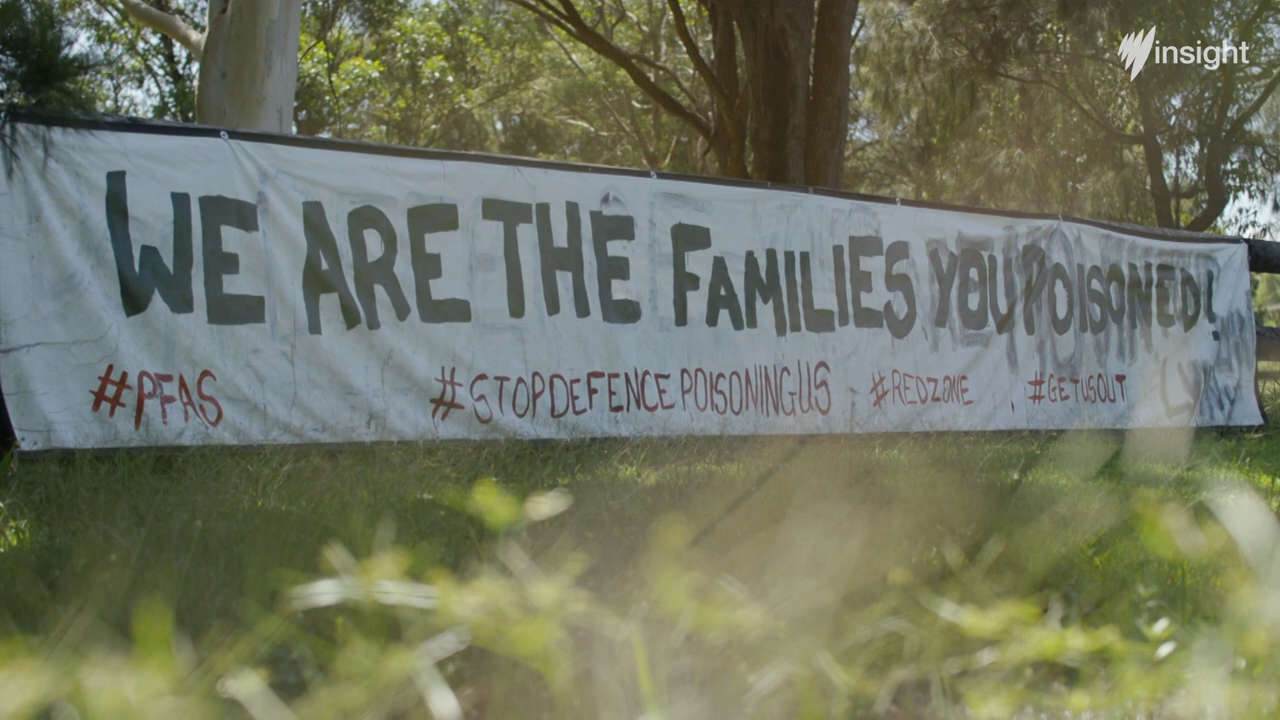 insight
WE ARE THE FAMILIES YOU POISONED!
#PFAS #STOPDEFENCEPOISONINGUS #REDZONE #GETUSOUT